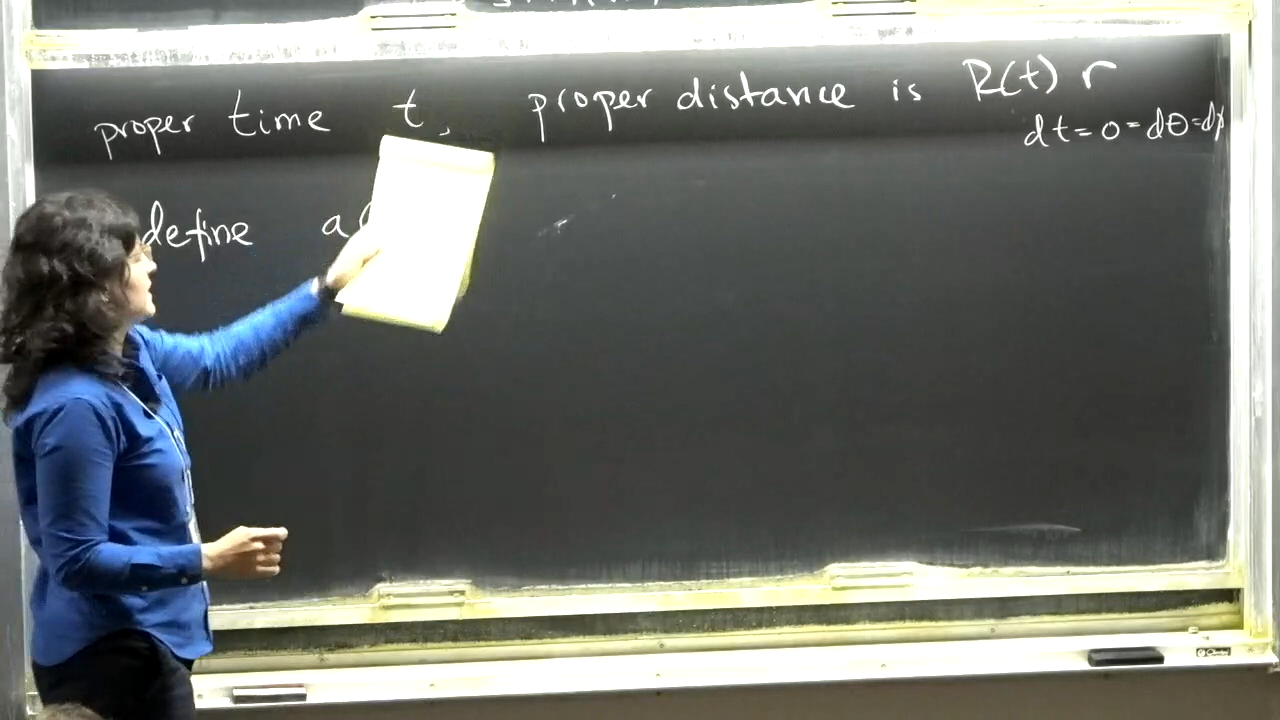 proper time t, proper distance is R(t) r
dt = 0 = dθ = dφ
define a